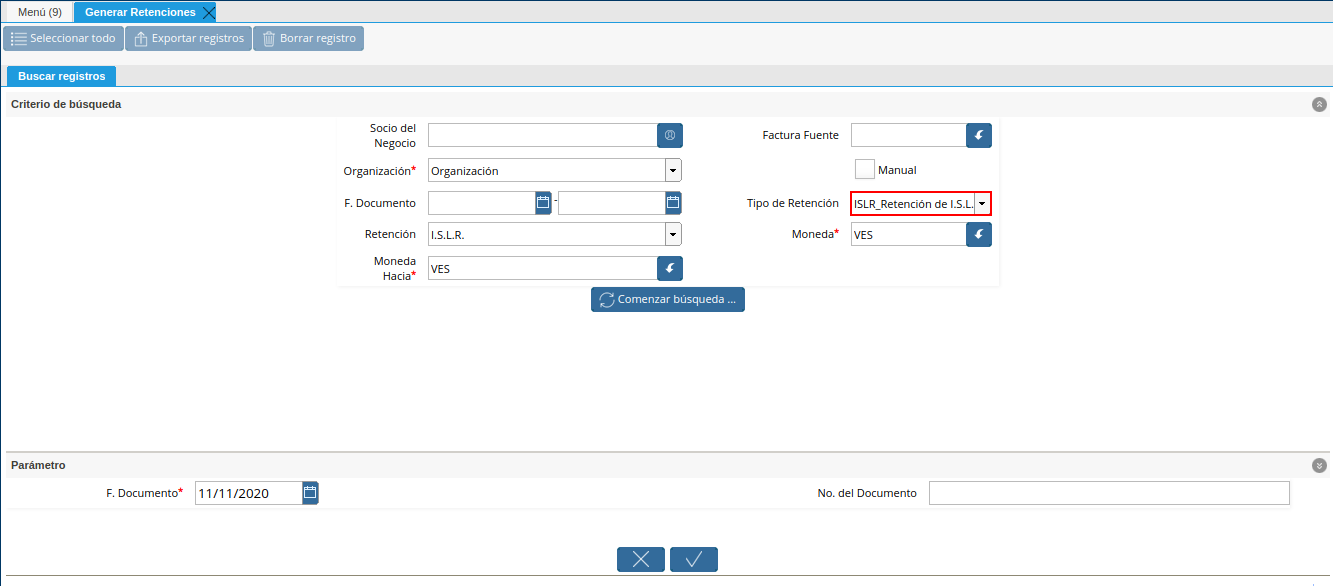 Menú (9)
Generar Retenciones
Seleccionar todo
Exportar registros
Borrar registro
Buscar registros
Criterio de búsqueda
Socio del
Negocio
Factura Fuente
Organización*
Organización
Manual
F. Documento
-
Tipo de Retención
ISLR_Retención de I.S.L.
Retención
I.S.L.R.
Moneda*
VES
Moneda
Hacia*
VES
Comenzar búsqueda ...
Parámetro
F. Documento*
11/11/2020
No. del Documento